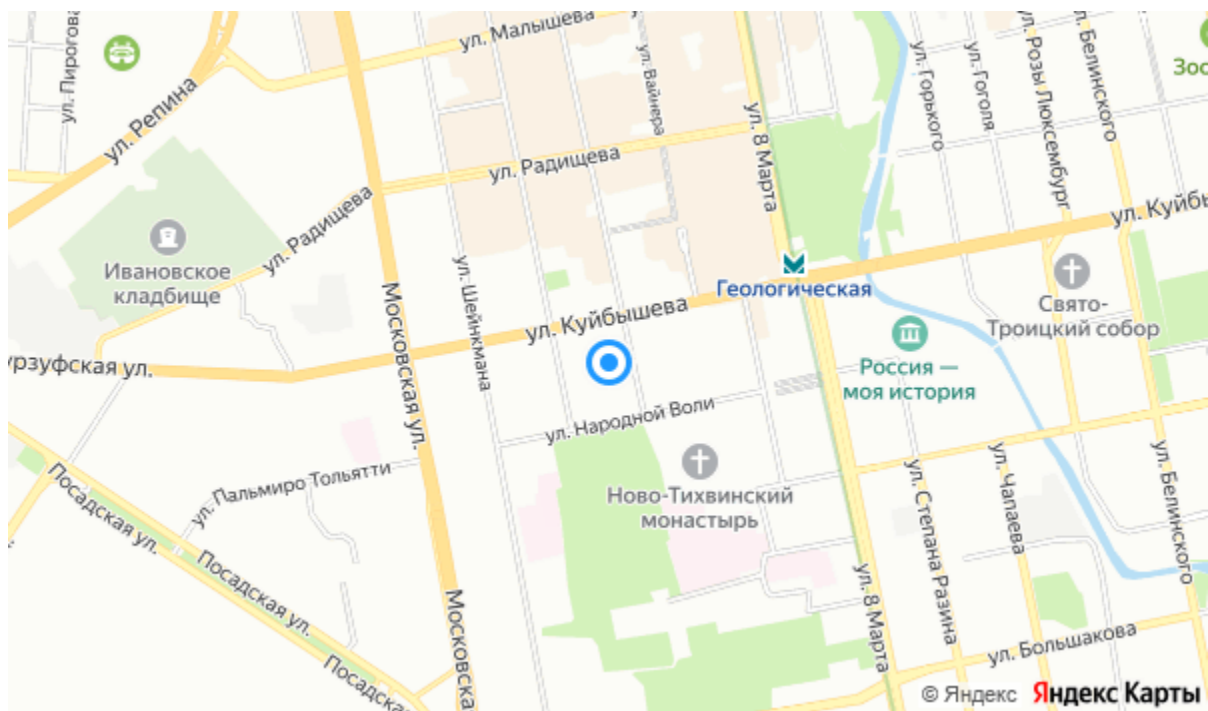 ул. Малышева
ул. Пирогова
ул. Репина
ул. Вайнера
ул. 8 Марта
ул. Горького
ул. Гоголя
ул. Розы Люксембург
ул. Белинского
Зоо
ул. Радищева
ул. Радищева
ул. Куйбы
Ивановское
кладбище
ул. Шейнкмана
Московская ул.
ул. Куйбышева
Геологическая
Свято-
Троицкий собор
урзуфская ул.
Россия —
моя история
ул. Народной Воли
Посадская ул.
ул. Пальмиро Тольятти
Ново-Тихвинский
монастырь
ул. Степана Разина
ул. Чапаева
ул. Белинского
Посадская ул.
Московска
ул. 8 Марта
ул. Большакова
Посадска
© Яндекс
Яндекс Карты